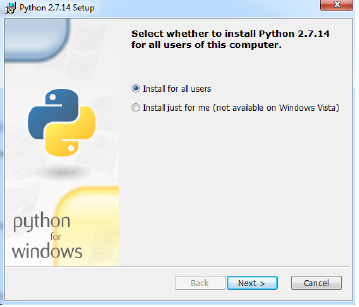 Python 2.7.14 Setup
Select whether to install Python 2.7.14
for all users of this computer.
Install for all users
Install just for me (not available on Windows Vista)
python
for
windows
Back
Next >
Cancel